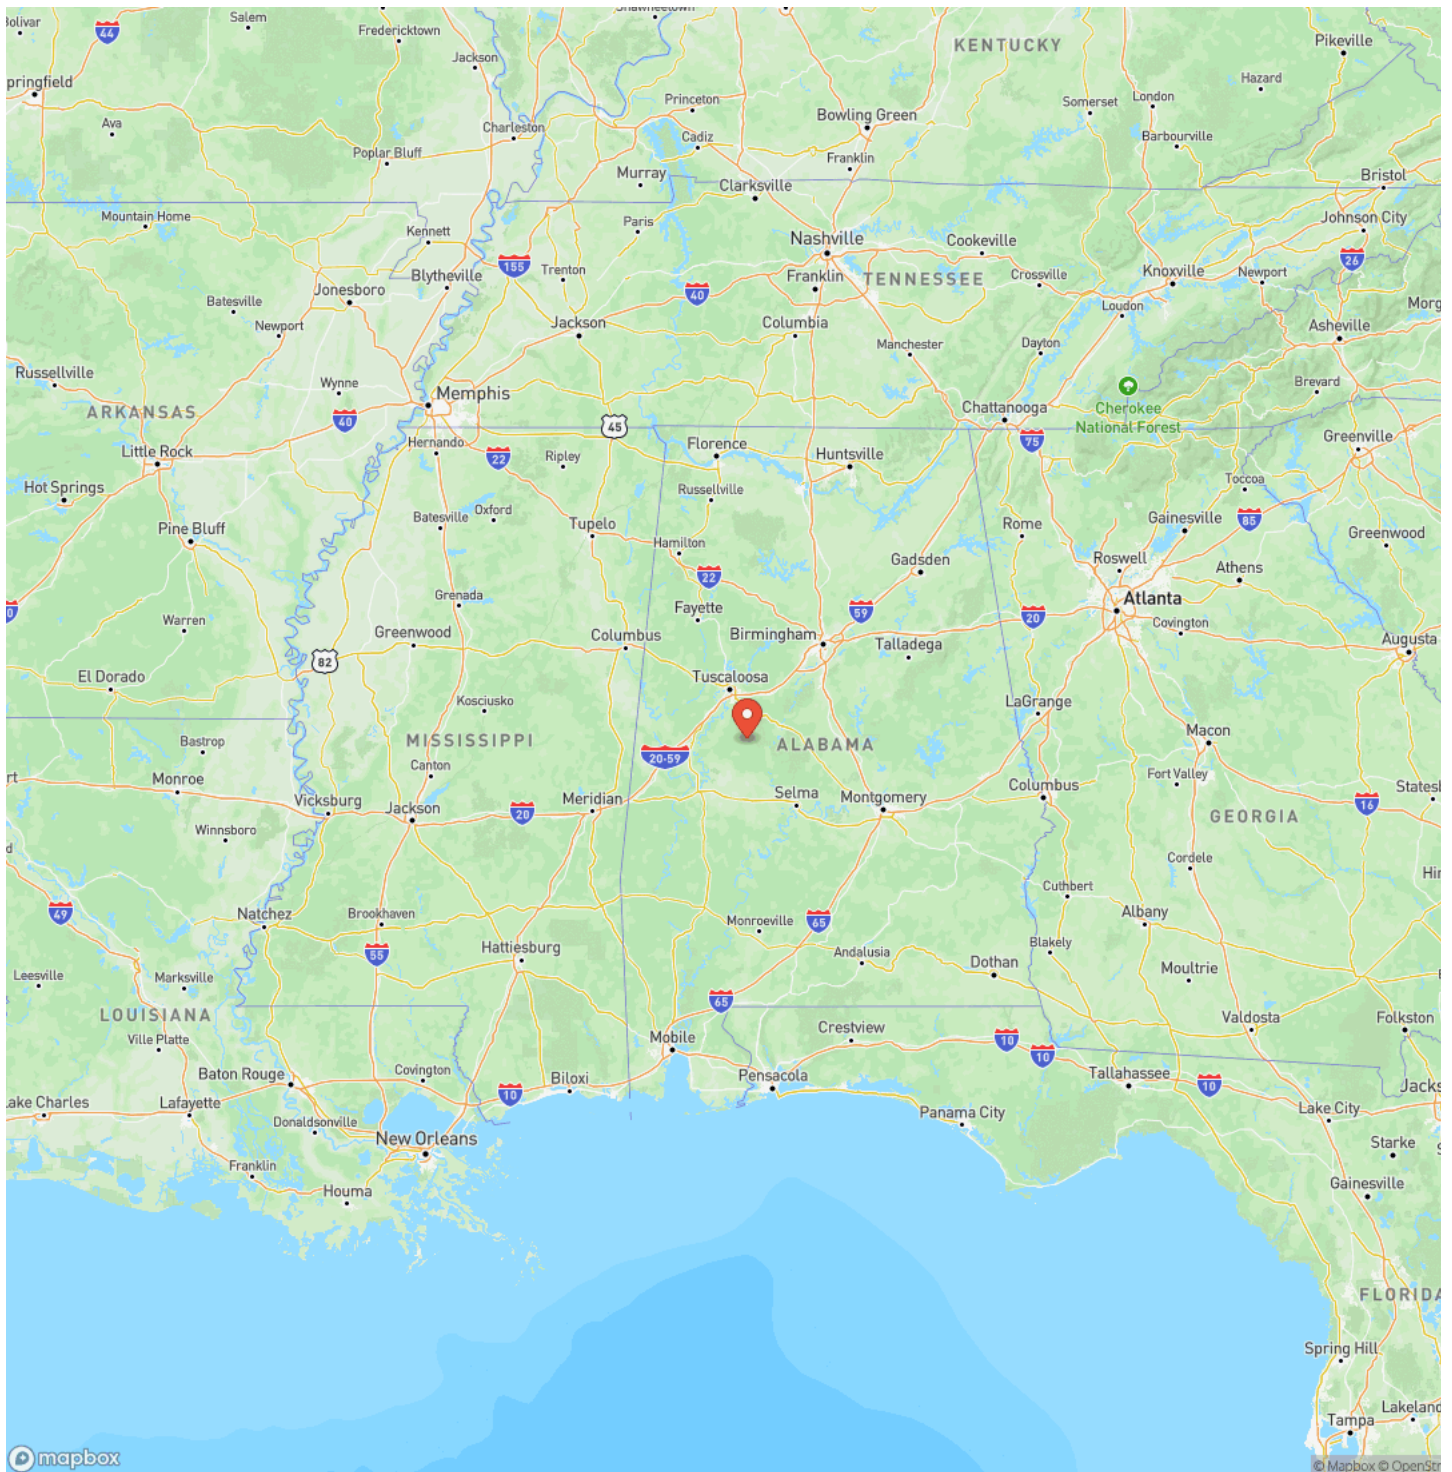 Bolivar
Salem
Shawneetown
44
Fredericktown
KENTUCKY
Pikeville
Jackson
pringfield
Hazard
Princeton
Somerset
London
Ava
Charleston
Cadiz
Bowling Green
Barbourville
Poplar Bluff
Franklin
Murray
Clarksville
Bristol
Mountain Home
Paris
Johnson City
Kennett
Nashville
Cookeville
155
26
Blytheville
Trenton
Franklin
TENNESSEE
Crossville
Knoxville
Newport
Jonesboro
40
Batesville
Loudon
Morg
Newport
Jackson
Columbia
Asheville
Manchester
Dayton
Russellville
Wynne
Memphis
Brevard
ARKANSAS
40
Chattanooga
Cherokee
National Forest
45
75
Hernando
Florence
Greenville
Little Rock
22
Ripley
Huntsville
Hot Springs
Russellville
Toccoa
Batesville
Oxford
Pine Bluff
Tupelo
Rome
Gainesville
85
Greenwood
Hamilton
Gadsden
Roswell
Athens
22
Grenada
0
Fayette
59
20
Atlanta
Warren
Greenwood
Columbus
Birmingham
Talladega
Covington
Augusta
82
El Dorado
Tuscaloosa
Kosciusko
LaGrange
Macon
Bastrop
MISSISSIPPI
ALABAMA
20-59
Canton
rt
Monroe
Fort Valley
Vicksburg
Jackson
20
Meridian
Selma
Montgomery
Columbus
16
Statesb
Winnsboro
GEORGIA
d
Cordele
Hin
Cuthbert
49
Natchez
Brookhaven
Monroeville
65
Albany
Hattiesburg
55
Andalusia
Blakely
Dothan
Leesville
Marksville
Moultrie
E
65
LOUISIANA
Crestview
Valdosta
Folkston
Ville Platte
Mobile
10
10
Baton Rouge
Covington
Biloxi
Pensacola
Tallahassee
10
Jacks
10
Lake Charles
Lafayette
Panama City
Lake City
Donaldsonville
New Orleans
Starke
S
Franklin
Gainesville
Houma
FLORIDA
Spring Hill
Lakeland
Tampa
mapbox
© Mapbox © OpenStr